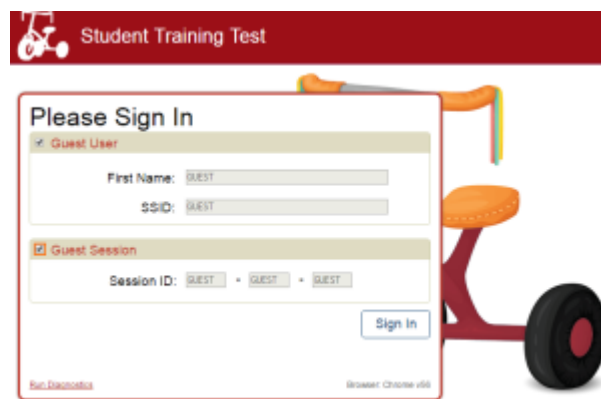 Student Training Test
Please Sign In
Guest User
First Name: GUEST
SSID: GUEST
Guest Session
Session ID: GUEST - GUEST - GUEST
Sign In
Run Diagnostics Browser: Chrome v56